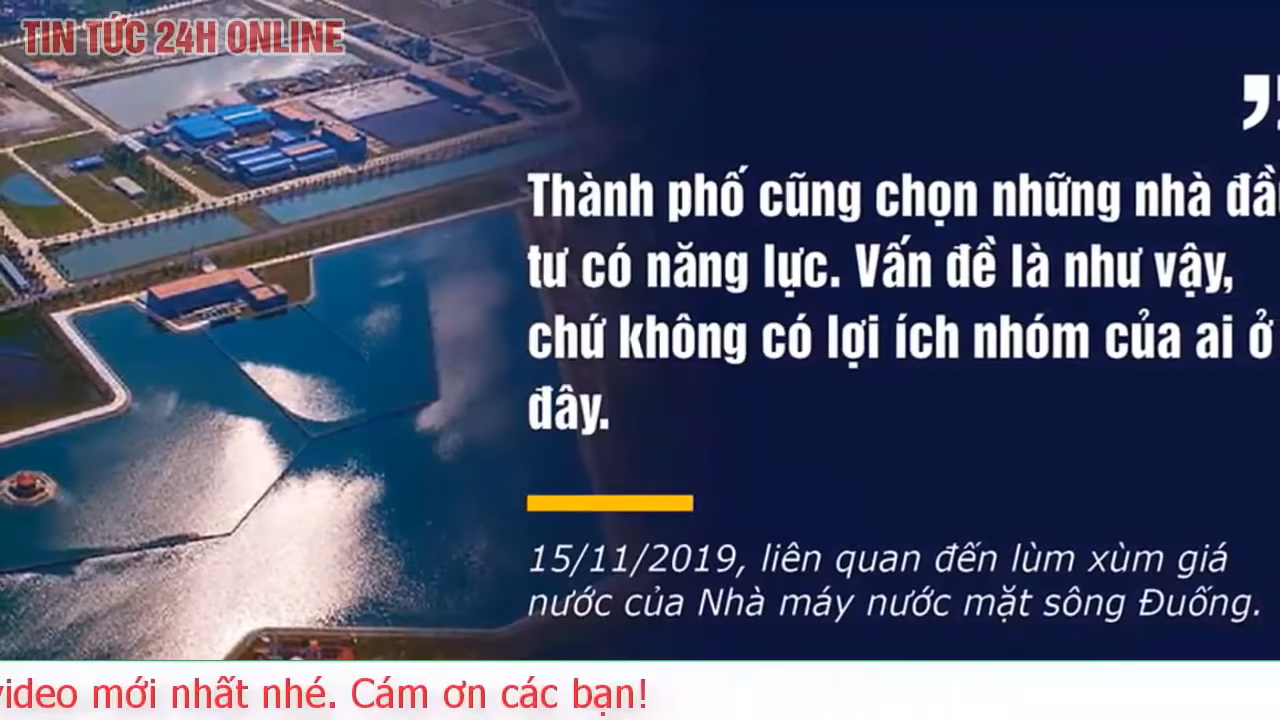 TIN TỨC 24H ONLINE
Thành phố cũng chọn những nhà đầ
tư có năng lực. Vấn đề là như vậy,
chứ không có lợi ích nhóm của ai ở
đây.
15/11/2019, liên quan đến lùm xùm giá
nước của Nhà máy nước mặt sông Đuống.
video mới nhất nhé. Cám ơn các bạn!